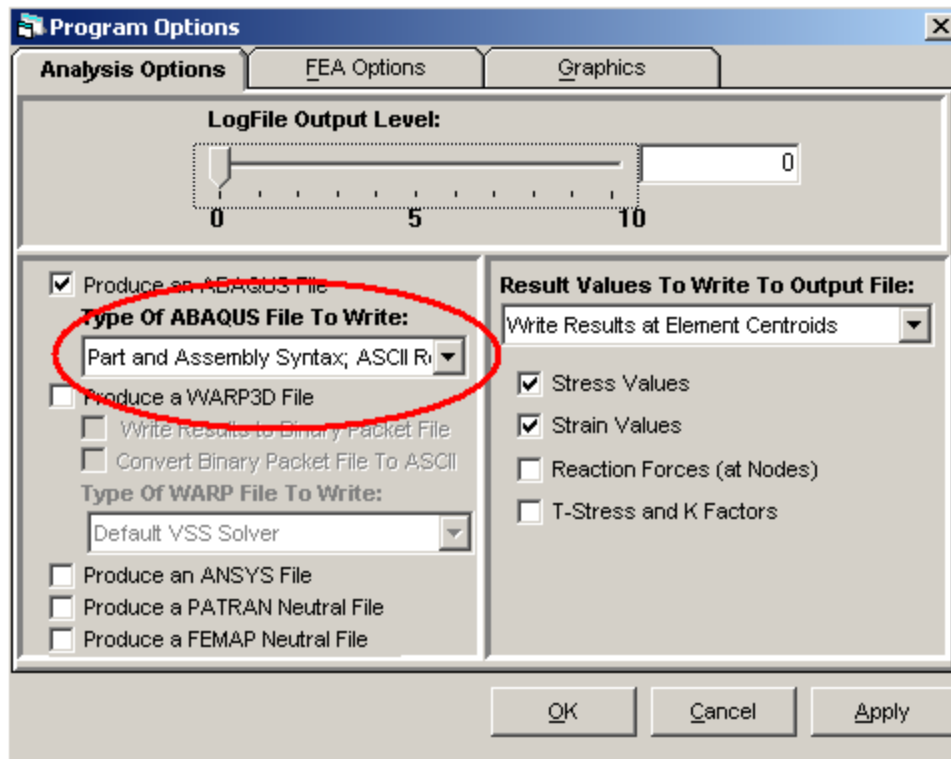 Program Options
Analysis Options FEA Options Graphics
LogFile Output Level:
0
0 5 10
Produce an ABAQUS File
Type Of ABAQUS File To Write:
Part and Assembly Syntax; ASCII R
Produce a WARP3D File
Write Results to Binary Packet File
Convert Binary Packet File To ASCII
Type Of WARP File To Write:
Default VSS Solver
Produce an ANSYS File
Produce a PATRAN Neutral File
Produce a FEMAP Neutral File
Result Values To Write To Output File:
Write Results at Element Centroids
Stress Values
Strain Values
Reaction Forces (at Nodes)
T-Stress and K Factors
OK Cancel Apply